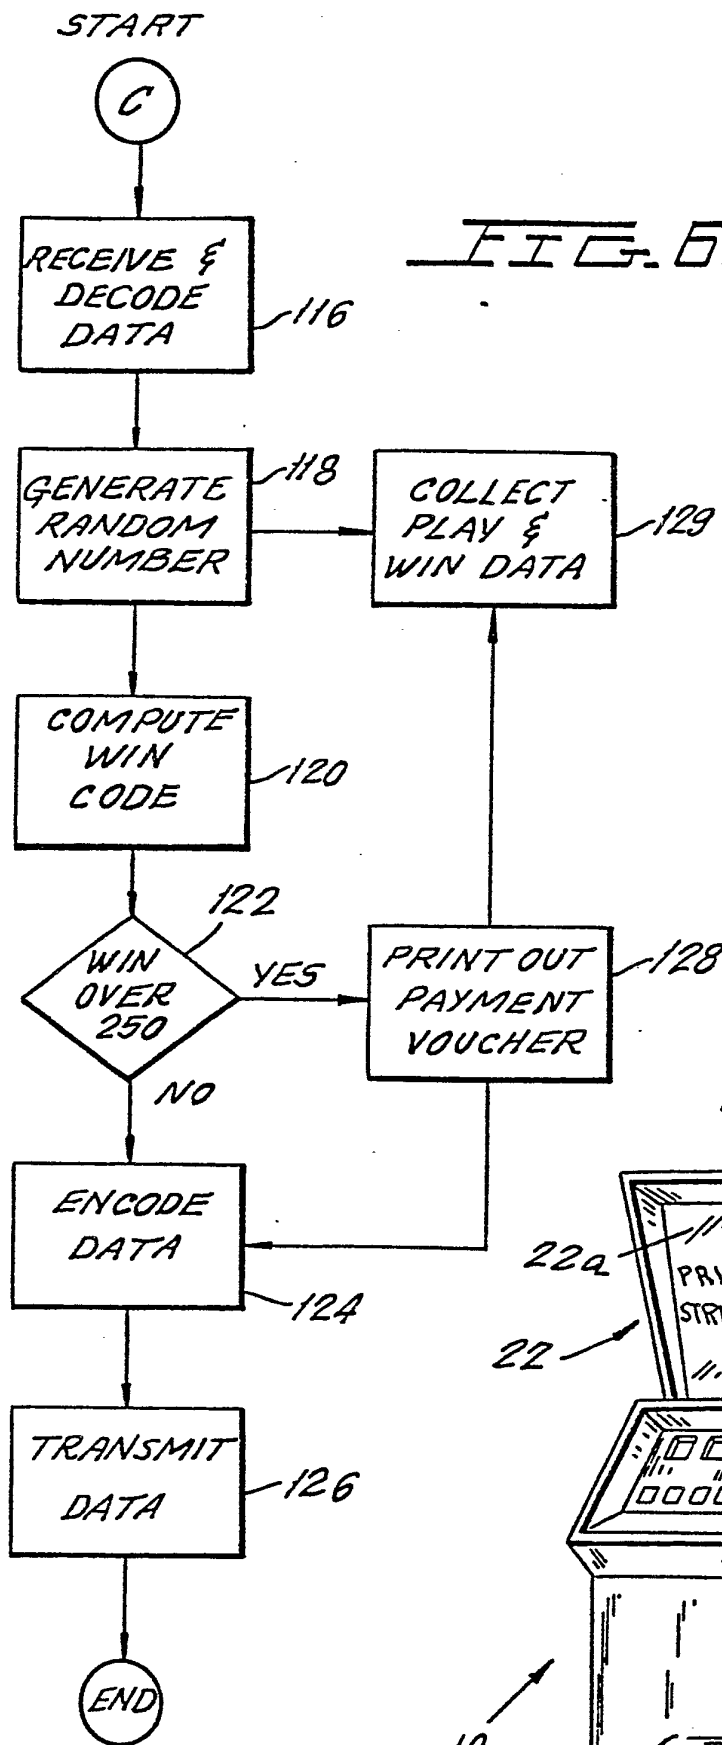 START
C
FIG. 6.
RECEIVE &
DECODE
DATA
116
GENERATE
RANDOM
NUMBER
118
COLLECT
PLAY &
WIN DATA
129
COMPUTE
WIN
CODE
120
WIN
OVER
250
122
YES
NO
PRINT OUT
PAYMENT
VOUCHER
128
ENCODE
DATA
124
TRANSMIT
DATA
126
END
22a
22